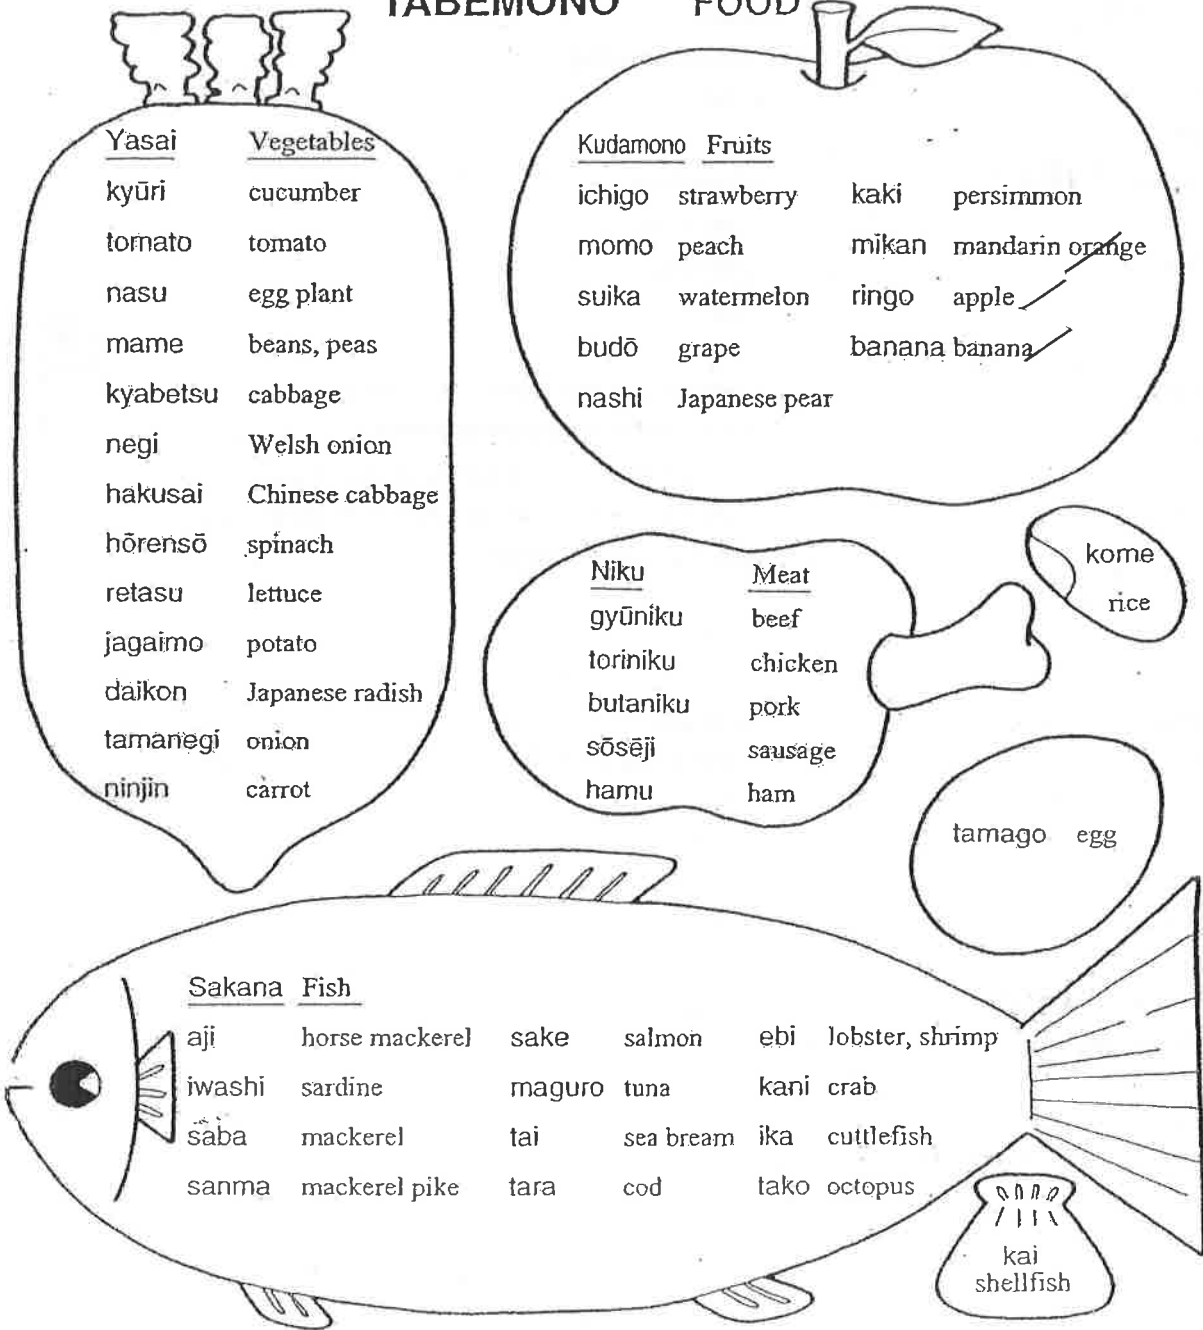 TABEMONO FOOD
Yasai Vegetables
kyūri cucumber
tomato tomato
nasu egg plant
mame beans, peas
kyabetsu cabbage
negi Welsh onion
hakusai Chinese cabbage
hōrensō spinach
retasu lettuce
jagaimo potato
daikon Japanese radish
tamanegi onion
ninjin carrot
Kudamono Fruits
ichigo strawberry kaki persimmon
momo peach mikan mandarin orange
suika watermelon ringo apple
budō grape banana banana
nashi Japanese pear
Niku Meat
gyūniku beef
toriniku chicken
butaniku pork
sōsēji sausage
hamu ham
kome
rice
tamago egg
Sakana Fish
aji horse mackerel sake salmon ebi lobster, shrimp
iwashi sardine maguro tuna kani crab
saba mackerel tai sea bream ika cuttlefish
sanma mackerel pike tara cod tako octopus
kai
shellfish